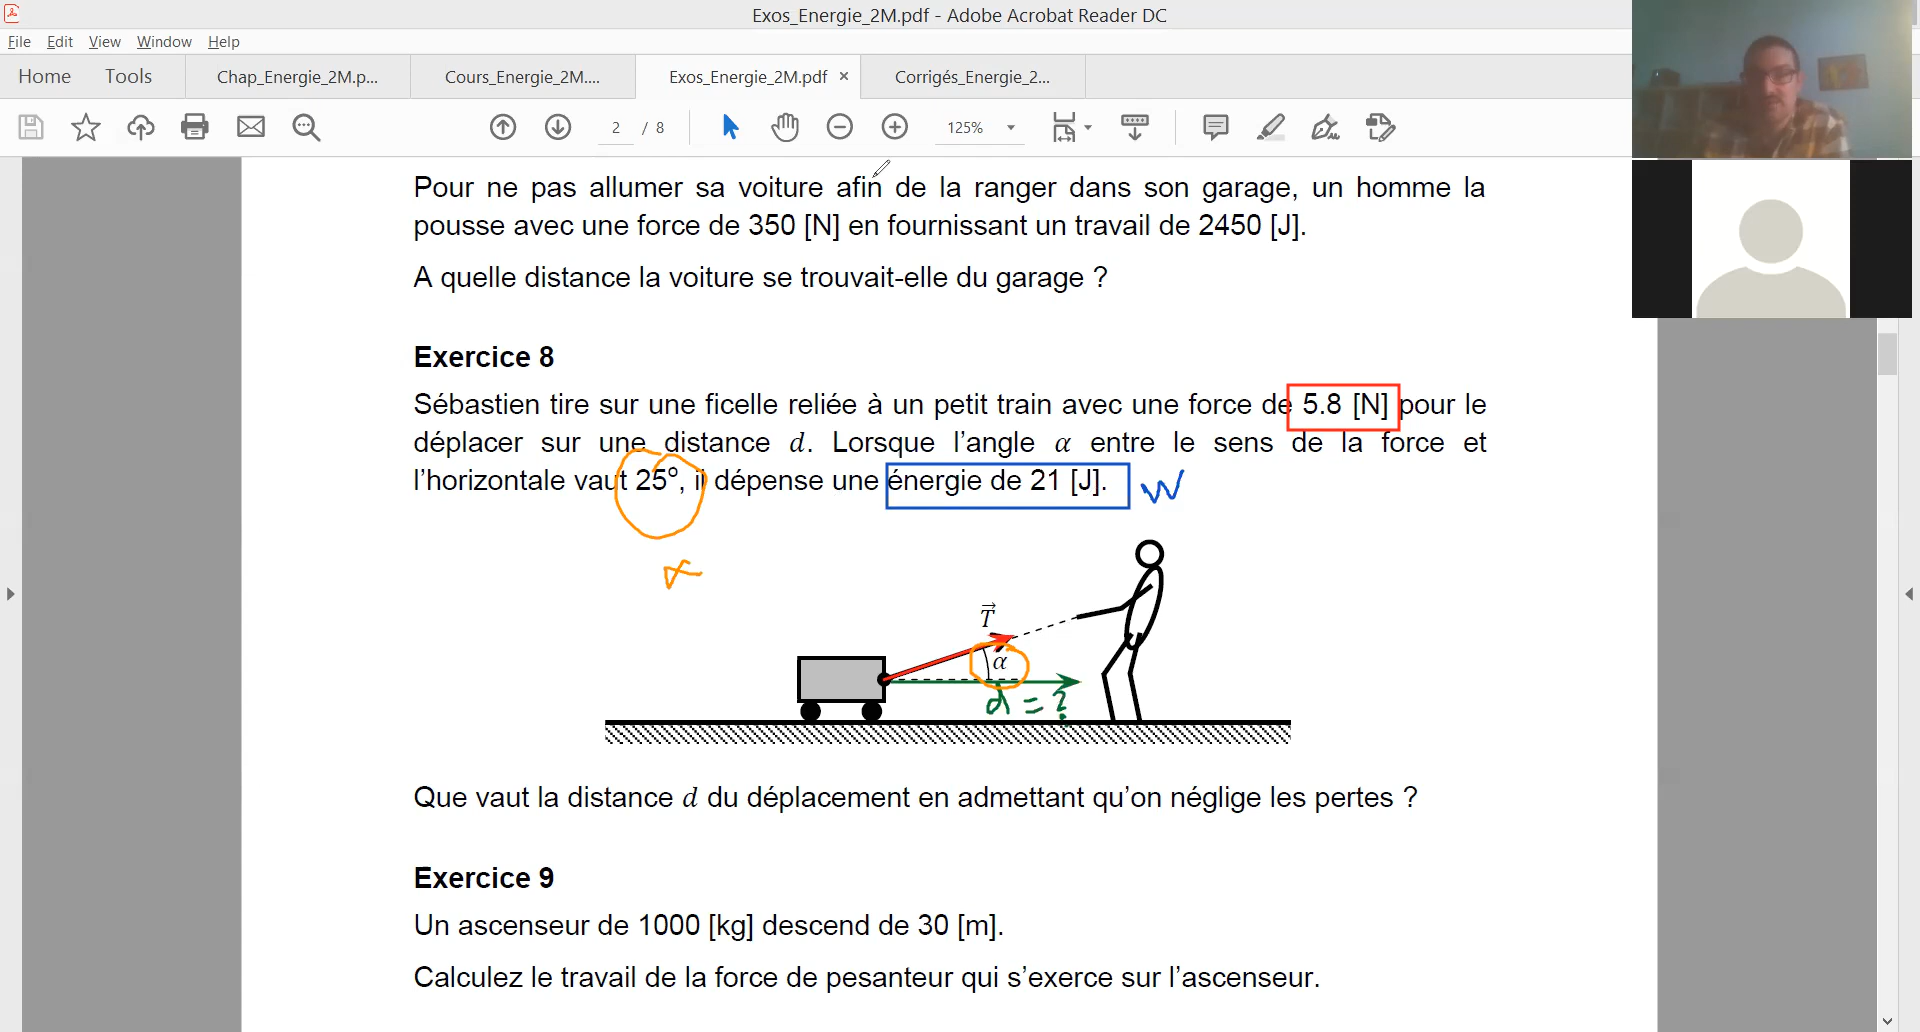 Exos_Energie_2M.pdf - Adobe Acrobat Reader DC
File Edit View Window Help
Home Tools Chap_Energie_2M.p... Cours_Energie_2M.... Exos_Energie_2M.pdf × Corrigés_Energie_2...
2 / 8 125%
Pour ne pas allumer sa voiture afin de la ranger dans son garage, un homme la
pousse avec une force de 350 [N] en fournissant un travail de 2450 [J].
A quelle distance la voiture se trouvait-elle du garage ?
Exercice 8
Sébastien tire sur une ficelle reliée à un petit train avec une force de 5.8 [N] pour le
déplacer sur une distance d. Lorsque l’angle α entre le sens de la force et
l’horizontale vaut 25°, il dépense une énergie de 21 [J]. W
α
T
α
d = ?
Que vaut la distance d du déplacement en admettant qu’on néglige les pertes ?
Exercice 9
Un ascenseur de 1000 [kg] descend de 30 [m].
Calculez le travail de la force de pesanteur qui s’exerce sur l’ascenseur.